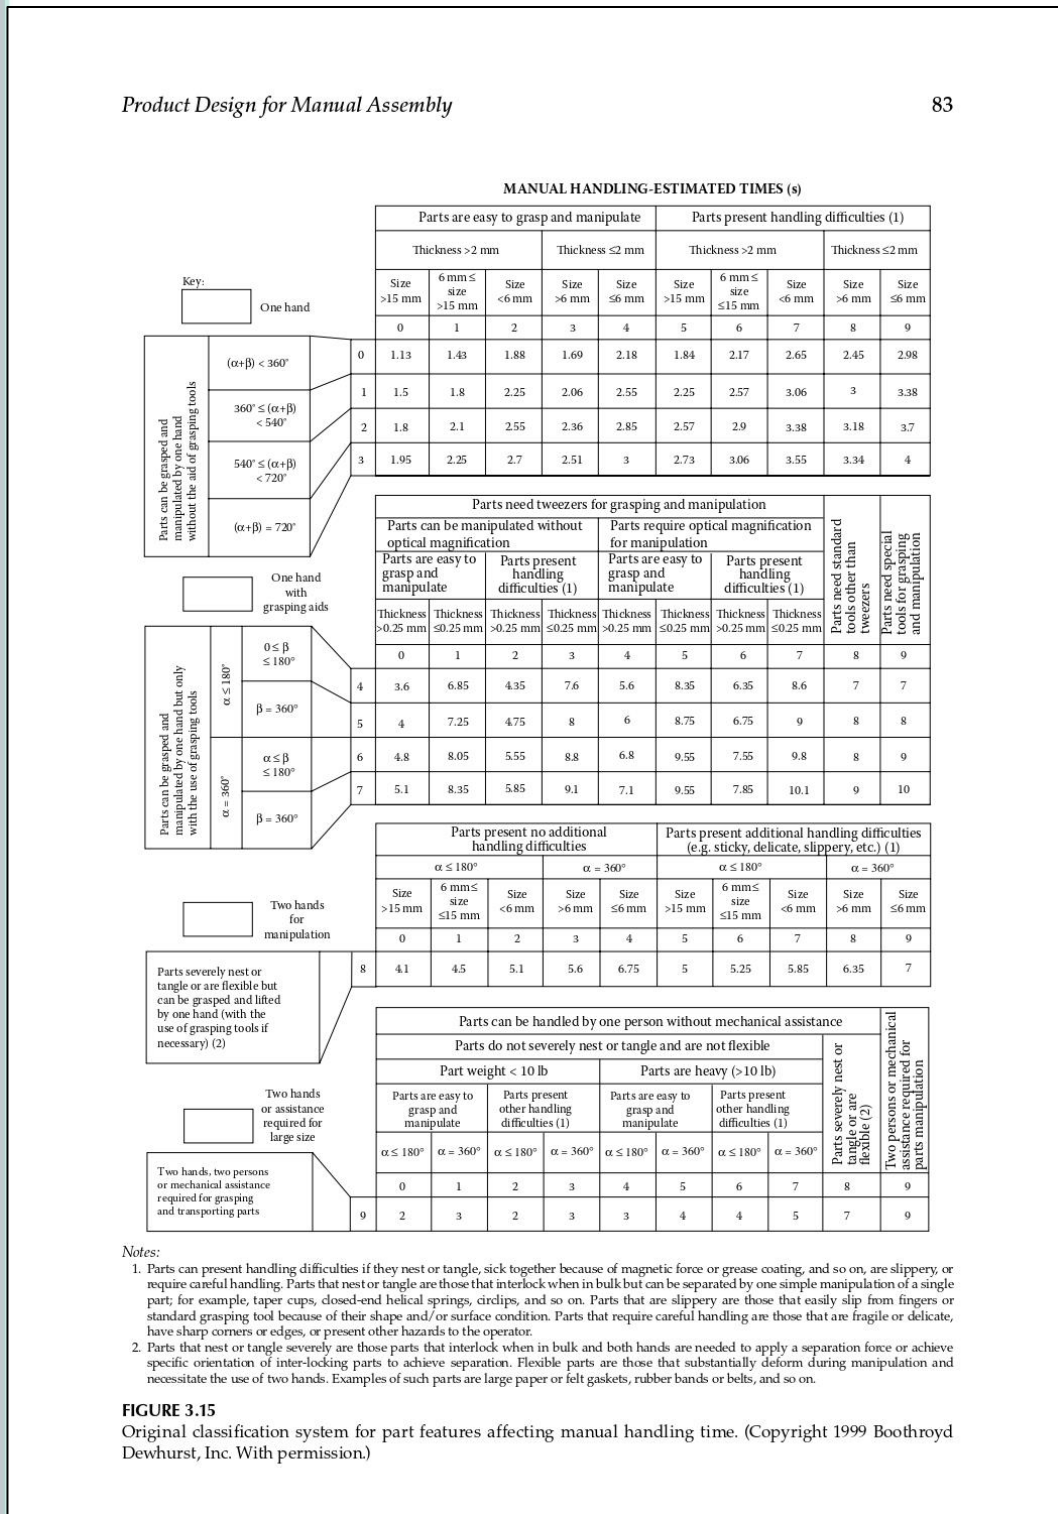 Product Design for Manual Assembly 83
MANUAL HANDLING-ESTIMATED TIMES (s)
Parts are easy to grasp and manipulate Parts present handling difficulties (1)
Thickness >2 mm Thickness ≤2 mm Thickness >2 mm Thickness ≤2 mm
Key:
One hand
Size >15 mm
6 mm≤ size >15 mm
Size <6 mm
Size >6 mm
Size ≤6 mm
Size >15 mm
6 mm≤ size ≤15 mm
Size <6 mm
Size >6 mm
Size ≤6 mm
0 1 2 3 4 5 6 7 8 9
Parts can be grasped and manipulated by one hand without the aid of grasping tools
(α+β) < 360°
360° ≤ (α+β) < 540°
540° ≤ (α+β) < 720°
(α+β) = 720°
0 1.13 1.43 1.88 1.69 2.18 1.84 2.17 2.65 2.45 2.98
1 1.5 1.8 2.25 2.06 2.55 2.25 2.57 3.06 3 3.38
2 1.8 2.1 2.55 2.36 2.85 2.57 2.9 3.38 3.18 3.7
3 1.95 2.25 2.7 2.51 3 2.73 3.06 3.55 3.34 4
One hand
with
grasping aids
Parts need tweezers for grasping and manipulation
Parts can be manipulated without optical magnification
Parts require optical magnification for manipulation
Parts are easy to grasp and manipulate
Parts present handling difficulties (1)
Parts are easy to grasp and manipulate
Parts present handling difficulties (1)
Parts need standard tools other than tweezers
Parts need special tools for grasping and manipulation
Thickness >0.25 mm
Thickness ≤0.25 mm
Thickness >0.25 mm
Thickness ≤0.25 mm
Thickness >0.25 mm
Thickness ≤0.25 mm
Thickness >0.25 mm
Thickness ≤0.25 mm
0 1 2 3 4 5 6 7 8 9
Parts can be grasped and manipulated by one hand but only with the use of grasping tools
α ≤ 180°
0 ≤ β ≤ 180°
β = 360°
α = 360°
α ≤ β ≤ 180°
β = 360°
4 3.6 6.85 4.35 7.6 5.6 8.35 6.35 8.6 7 7
5 4 7.25 4.75 8 6 8.75 6.75 9 8 8
6 4.8 8.05 5.55 8.8 6.8 9.55 7.55 9.8 8 9
7 5.1 8.35 5.85 9.1 7.1 9.55 7.85 10.1 9 10
Two hands
for
manipulation
Parts present no additional handling difficulties
Parts present additional handling difficulties (e.g. sticky, delicate, slippery, etc.) (1)
α ≤ 180° α = 360° α ≤ 180° α = 360°
Size >15 mm
6 mm≤ size ≤15 mm
Size <6 mm
Size >6 mm
Size ≤6 mm
Size >15 mm
6 mm≤ size ≤15 mm
Size <6 mm
Size >6 mm
Size ≤6 mm
0 1 2 3 4 5 6 7 8 9
8 4.1 4.5 5.1 5.6 6.75 5 5.25 5.85 6.35 7
Parts severely nest or
tangle or are flexible but
can be grasped and lifted
by one hand (with the
use of grasping tools if
necessary) (2)
Two hands
or assistance
required for
large size
Parts can be handled by one person without mechanical assistance
Parts do not severely nest or tangle and are not flexible
Part weight < 10 lb Parts are heavy (>10 lb)
Parts are easy to grasp and manipulate
Parts present other handling difficulties (1)
Parts are easy to grasp and manipulate
Parts present other handling difficulties (1)
Parts severely nest or tangle or are flexible (2)
Two persons or mechanical assistance required for parts manipulation
α ≤ 180° α = 360° α ≤ 180° α = 360° α ≤ 180° α = 360° α ≤ 180° α = 360°
0 1 2 3 4 5 6 7 8 9
Two hands, two persons
or mechanical assistance
required for grasping
and transporting parts
9 2 3 2 3 3 4 4 5 7 9
Notes:
1. Parts can present handling difficulties if they nest or tangle, sick together because of magnetic force or grease coating, and so on, are slippery, or
require careful handling. Parts that nest or tangle are those that interlock when in bulk but can be separated by one simple manipulation of a single
part; for example, taper cups, closed-end helical springs, circlips, and so on. Parts that are slippery are those that easily slip from fingers or
standard grasping tool because of their shape and/or surface condition. Parts that require careful handling are those that are fragile or delicate,
have sharp corners or edges, or present other hazards to the operator.
2. Parts that nest or tangle severely are those parts that interlock when in bulk and both hands are needed to apply a separation force or achieve
specific orientation of inter-locking parts to achieve separation. Flexible parts are those that substantially deform during manipulation and
necessitate the use of two hands. Examples of such parts are large paper or felt gaskets, rubber bands or belts, and so on.
FIGURE 3.15
Original classification system for part features affecting manual handling time. (Copyright 1999 Boothroyd
Dewhurst, Inc. With permission.)